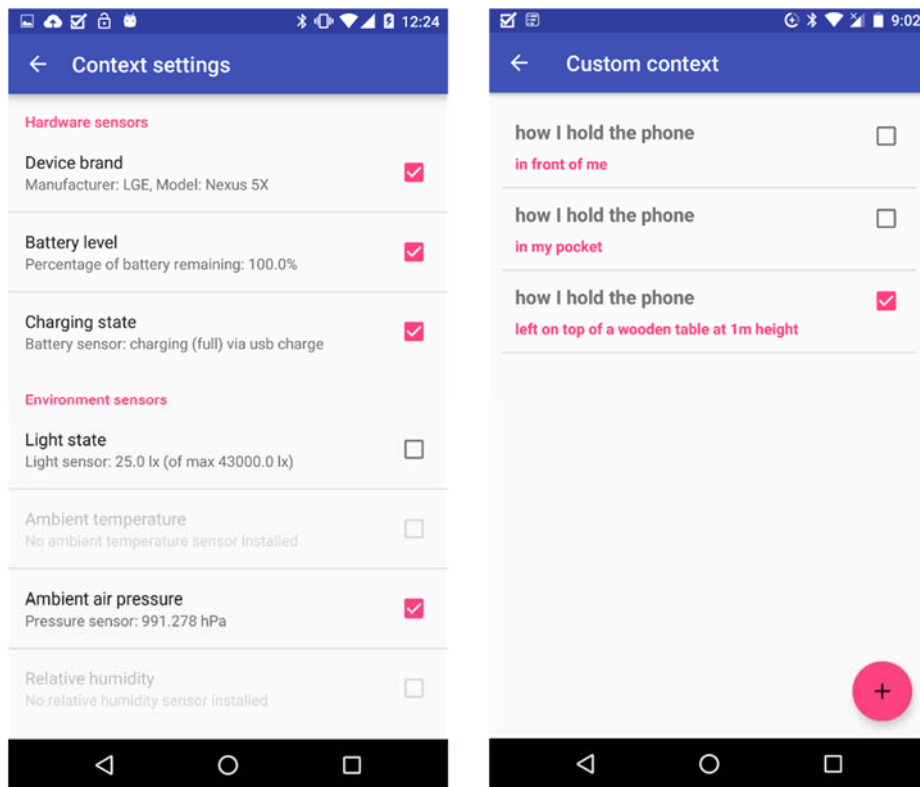 12:24
Context settings
Hardware sensors
Device brand
Manufacturer: LGE, Model: Nexus 5X
Battery level
Percentage of battery remaining: 100.0%
Charging state
Battery sensor: charging (full) via usb charge
Environment sensors
Light state
Light sensor: 25.0 lx (of max 43000.0 lx)
Ambient temperature
No ambient temperature sensor installed
Ambient air pressure
Pressure sensor: 991.278 hPa
Relative humidity
No relative humidity sensor installed
9:02
Custom context
how I hold the phone
in front of me
how I hold the phone
in my pocket
how I hold the phone
left on top of a wooden table at 1m height
+